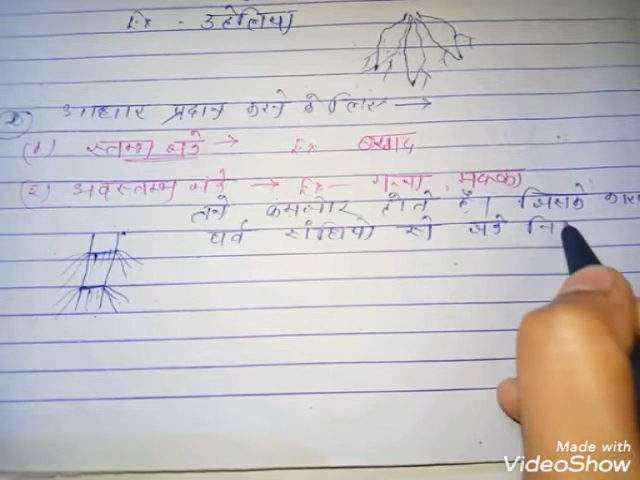 Ex - डहेलिया
(2) आधार प्रदान करने के लिए →
(1) स्तम्भ जड़े → Ex बरगद
(2) अवस्तम्भ जड़े → Ex - गन्ना, मक्का
तने कमजोर होते है। जिसके कारण
पर्व संधियो से जड़े नि
Made with
VideoShow